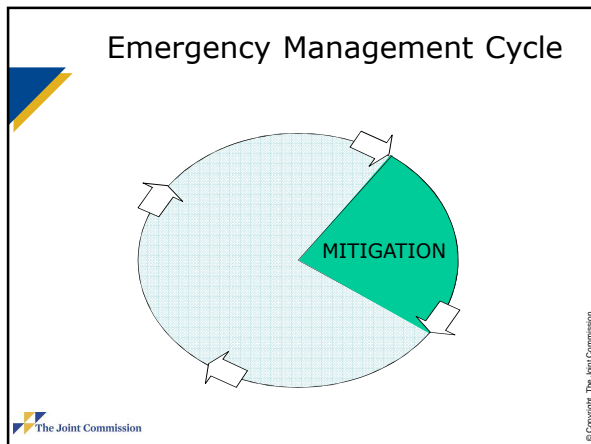 Emergency Management Cycle
MITIGATION
The Joint Commission
© Copyright, The Joint Commission